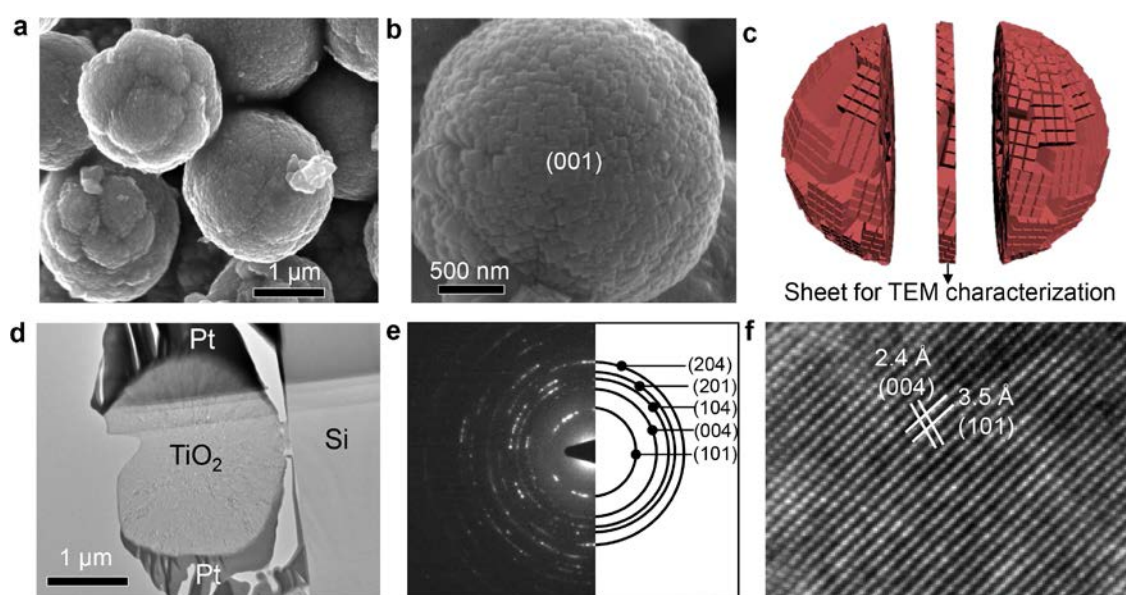 a
1 μm
b
(001)
500 nm
c
Sheet for TEM characterization
d
Pt
TiO2
Si
Pt
1 μm
e
(204)
(201)
(104)
(004)
(101)
f
2.4 Å
(004)
3.5 Å
(101)